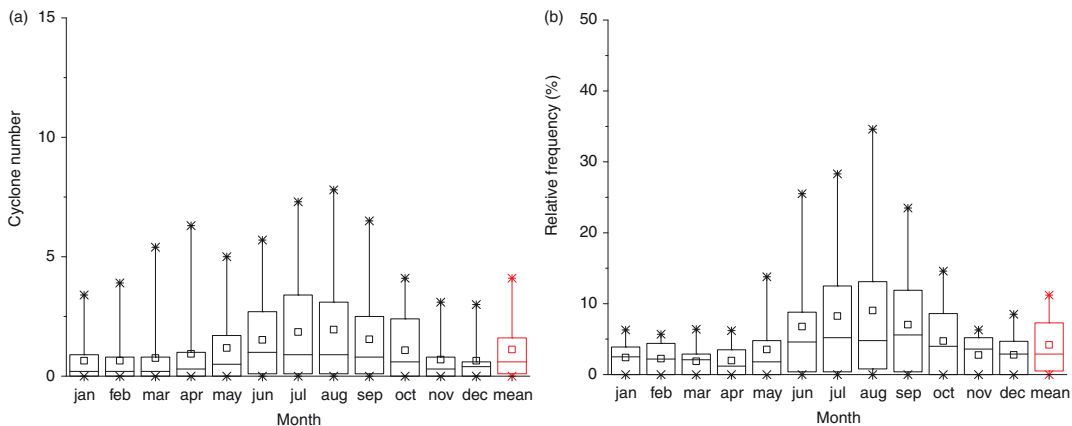 (a)
15
10
5
0
Cyclone number
jan feb mar apr may jun jul aug sep oct nov dec mean
Month
(b)
50
40
30
20
10
0
Relative frequency (%)
jan feb mar apr may jun jul aug sep oct nov dec mean
Month